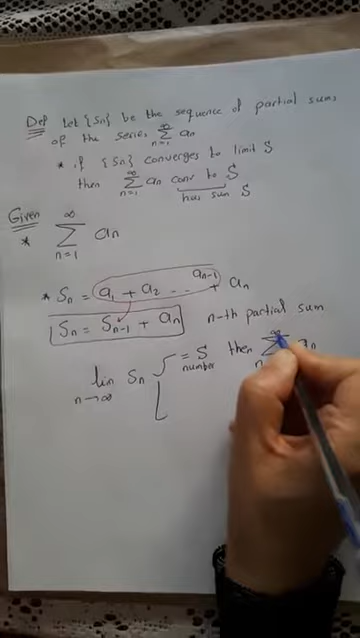 Def Let {Sn} be the sequence of partial sums
of the series ∑_{n=1}^{∞} an
* if {Sn} converges to limit S
then ∑_{n=1}^{∞} an conv to S
has sum S
Given
* ∑_{n=1}^{∞} an
* Sn = a1 + a2 ... an-1 + an
Sn = Sn-1 + an n-th partial sum
lim_{n→∞} Sn = S then ∑^{∞} an
number